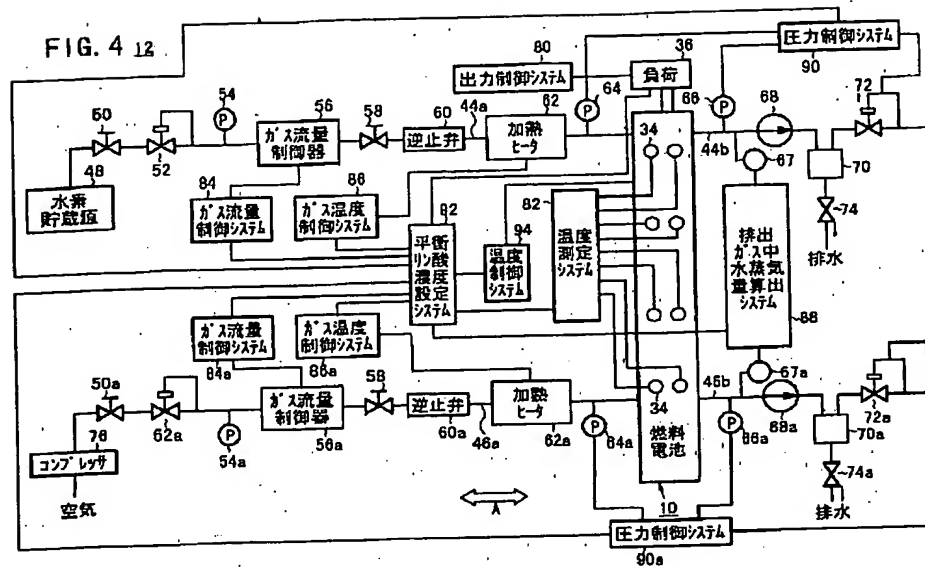 FIG. 4
12
54
50
52
56
ガス流量
制御器
58
60
逆止弁
44a
62
加熱
ヒータ
80
出力制御システム
36
負荷
64
66
68
圧力制御システム
90
72
P
P
P
34
44b
67
70
74
排水
48
水素
貯蔵源
84
ガス流量
制御システム
86
ガス温度
制御システム
82
平衡
リン酸
濃度
設定
システム
94
温度
制御
システム
82
温度
測定
システム
排出
ガス中
水蒸気
量算出
システム
88
ガス流量
制御システム
84a
ガス温度
制御システム
86a
50a
62a
ガス流量
制御器
56a
58
逆止弁
60a
46a
加熱
ヒータ
62a
34
燃料
電池
46b
67a
68a
72a
70a
74a
排水
76
コンプレッサ
空気
P
54a
P
64a
P
66a
A
10
圧力制御システム
90a